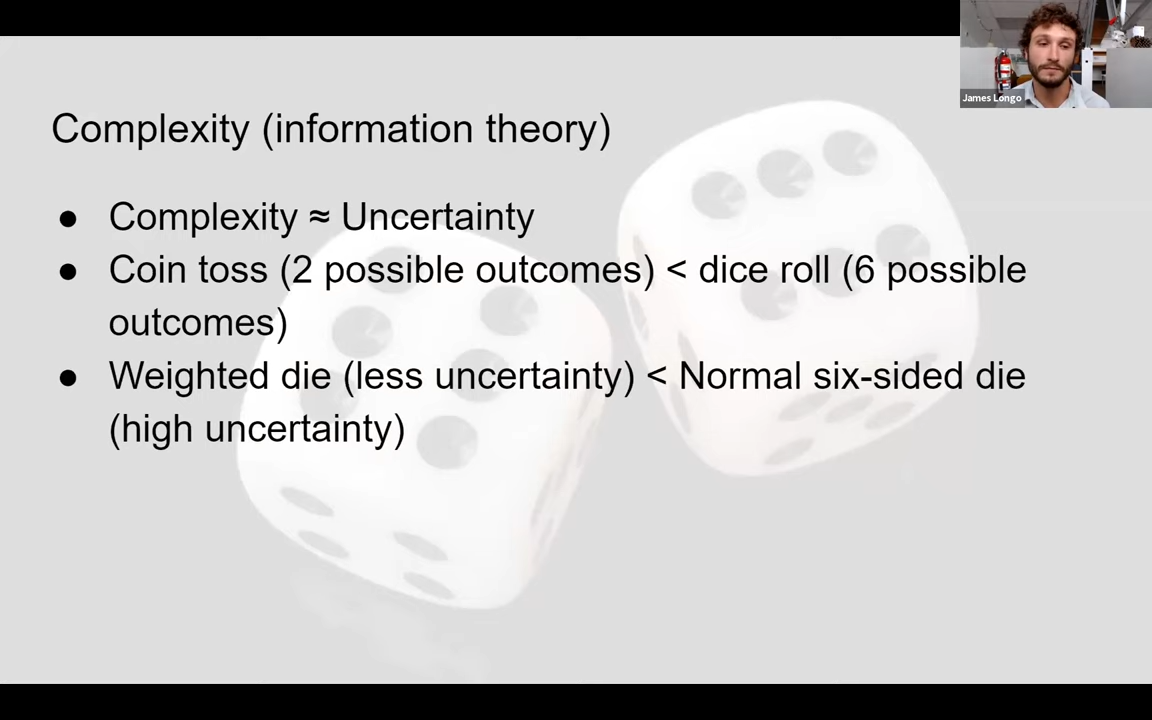 James Longo
Complexity (information theory)
● Complexity ≈ Uncertainty
● Coin toss (2 possible outcomes) < dice roll (6 possible
outcomes)
● Weighted die (less uncertainty) < Normal six-sided die
(high uncertainty)